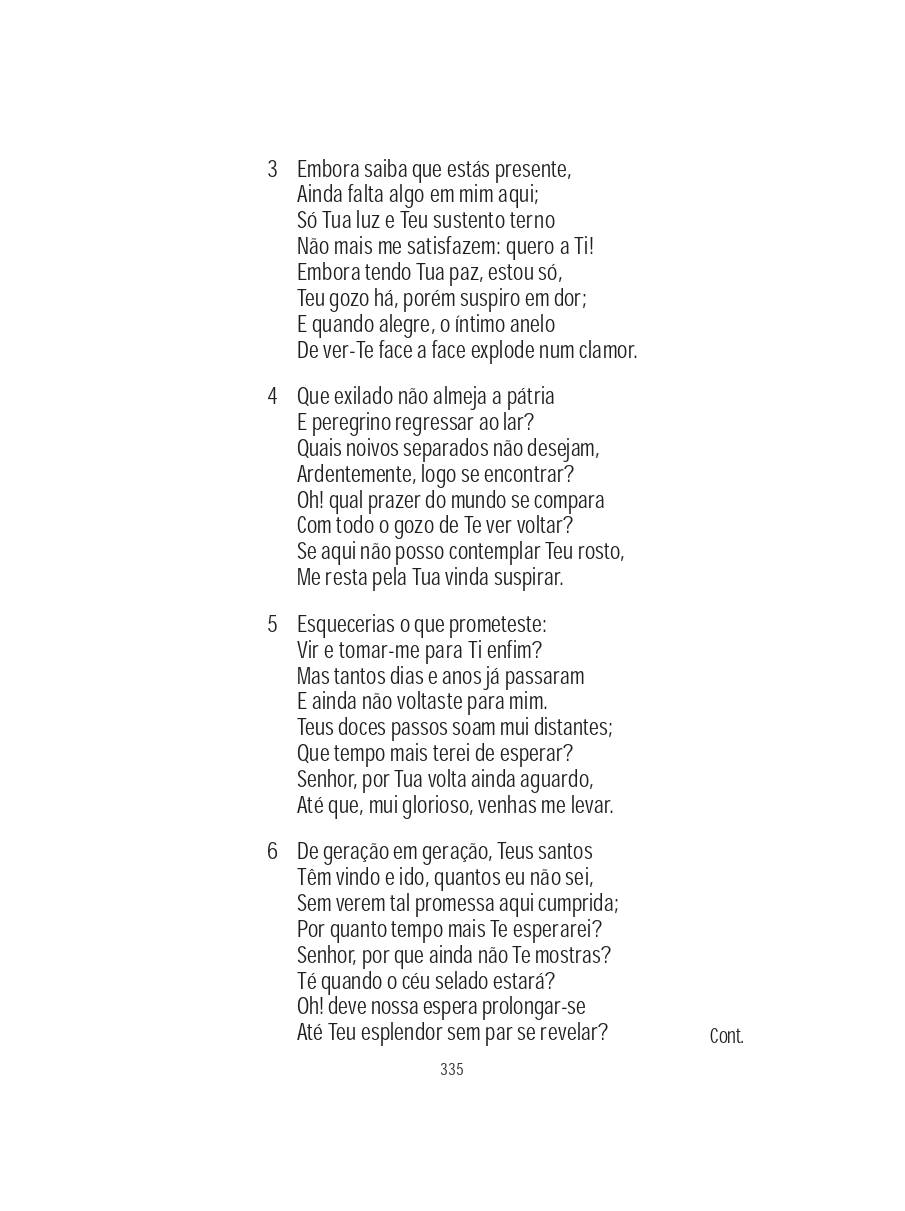 3 Embora saiba que estás presente,
Ainda falta algo em mim aqui;
Só Tua luz e Teu sustento terno
Não mais me satisfazem: quero a Ti!
Embora tendo Tua paz, estou só,
Teu gozo há, porém suspiro em dor;
E quando alegre, o íntimo anelo
De ver-Te face a face explode num clamor.
4 Que exilado não almeja a pátria
E peregrino regressar ao lar?
Quais noivos separados não desejam,
Ardentemente, logo se encontrar?
Oh! qual prazer do mundo se compara
Com todo o gozo de Te ver voltar?
Se aqui não posso contemplar Teu rosto,
Me resta pela Tua vinda suspirar.
5 Esquecerias o que prometeste:
Vir e tomar-me para Ti enfim?
Mas tantos dias e anos já passaram
E ainda não voltaste para mim.
Teus doces passos soam mui distantes;
Que tempo mais terei de esperar?
Senhor, por Tua volta ainda aguardo,
Até que, mui glorioso, venhas me levar.
6 De geração em geração, Teus santos
Têm vindo e ido, quantos eu não sei,
Sem verem tal promessa aqui cumprida;
Por quanto tempo mais Te esperarei?
Senhor, por que ainda não Te mostras?
Té quando o céu selado estará?
Oh! deve nossa espera prolongar-se
Até Teu esplendor sem par se revelar?
Cont.
335